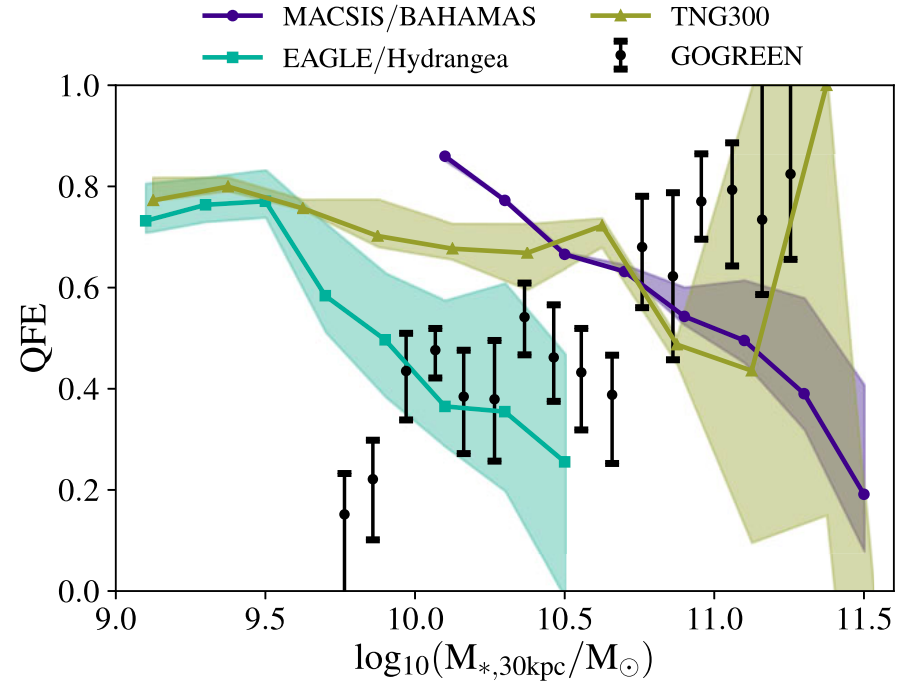 MACSIS/BAHAMAS
TNG300
EAGLE/Hydrangea
GOGREEN
1.0
0.8
0.6
0.4
0.2
0.0
QFE
9.0 9.5 10.0 10.5 11.0 11.5
log₁₀(M∗,₃₀kpc/M⊙)